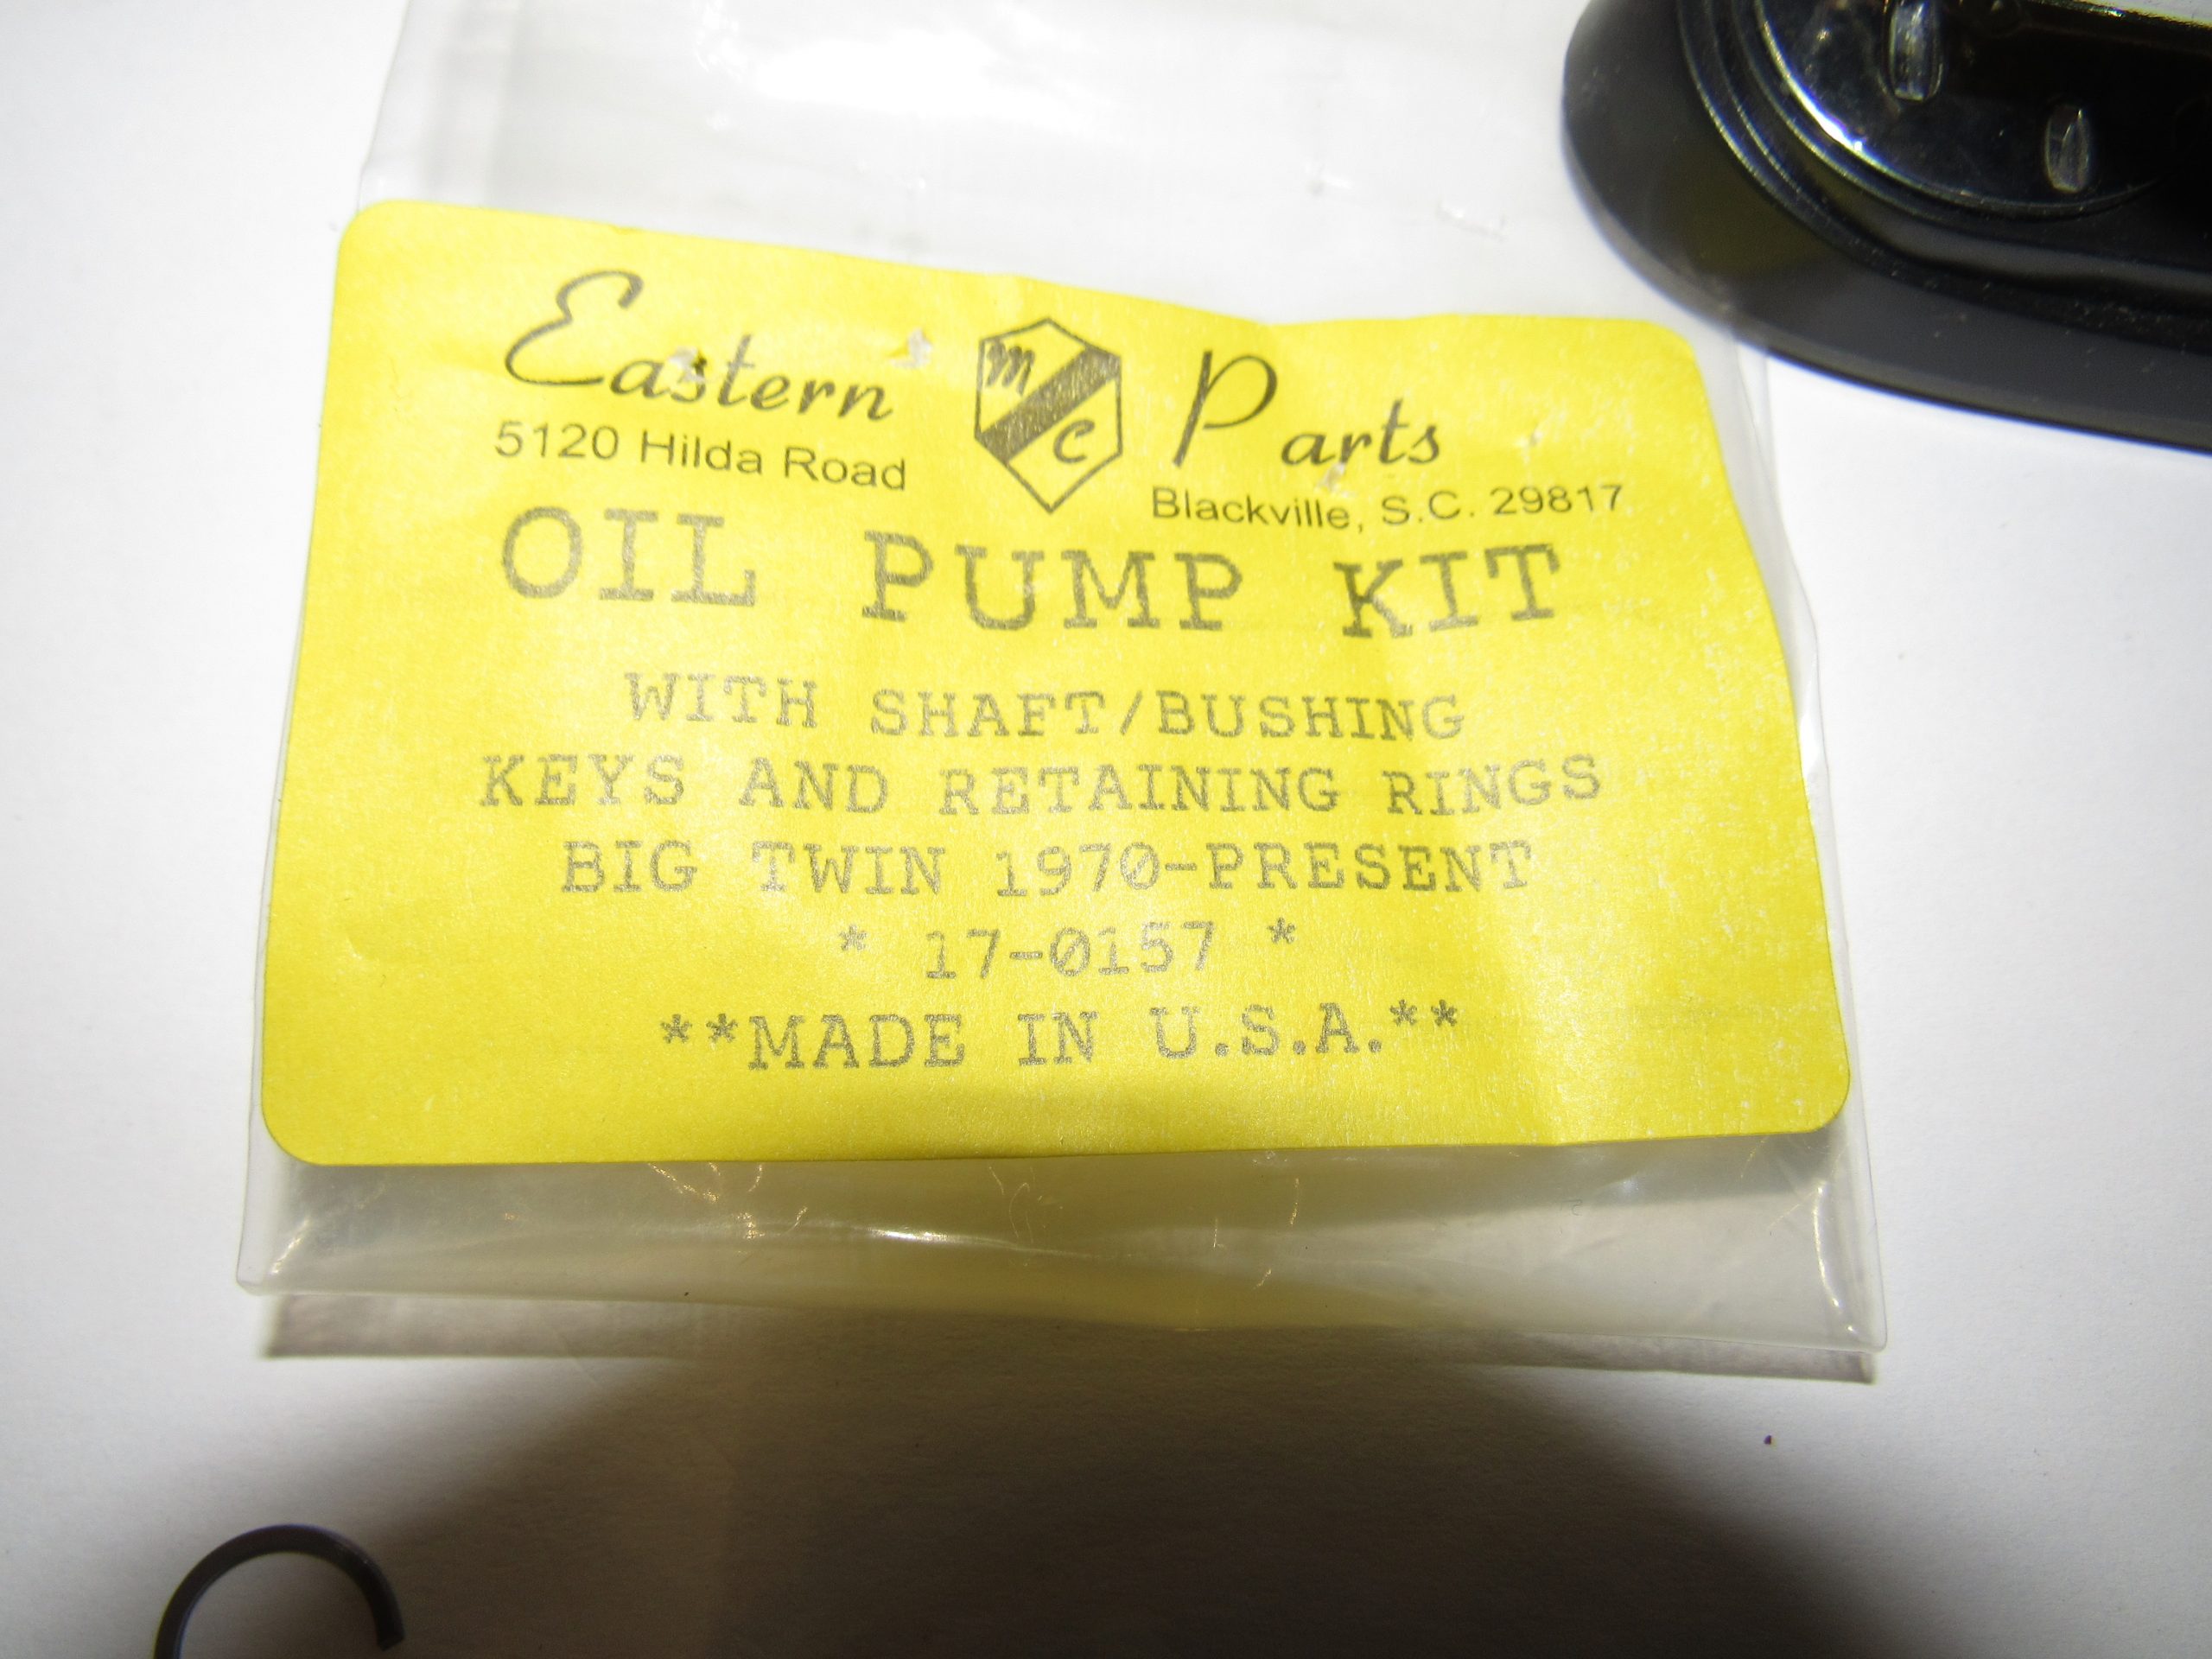 Eastern MC Parts
5120 Hilda Road Blackville, S.C. 29817
OIL PUMP KIT
WITH SHAFT/BUSHING
KEYS AND RETAINING RINGS
BIG TWIN 1970-PRESENT
* 17-0157 *
**MADE IN U.S.A.**